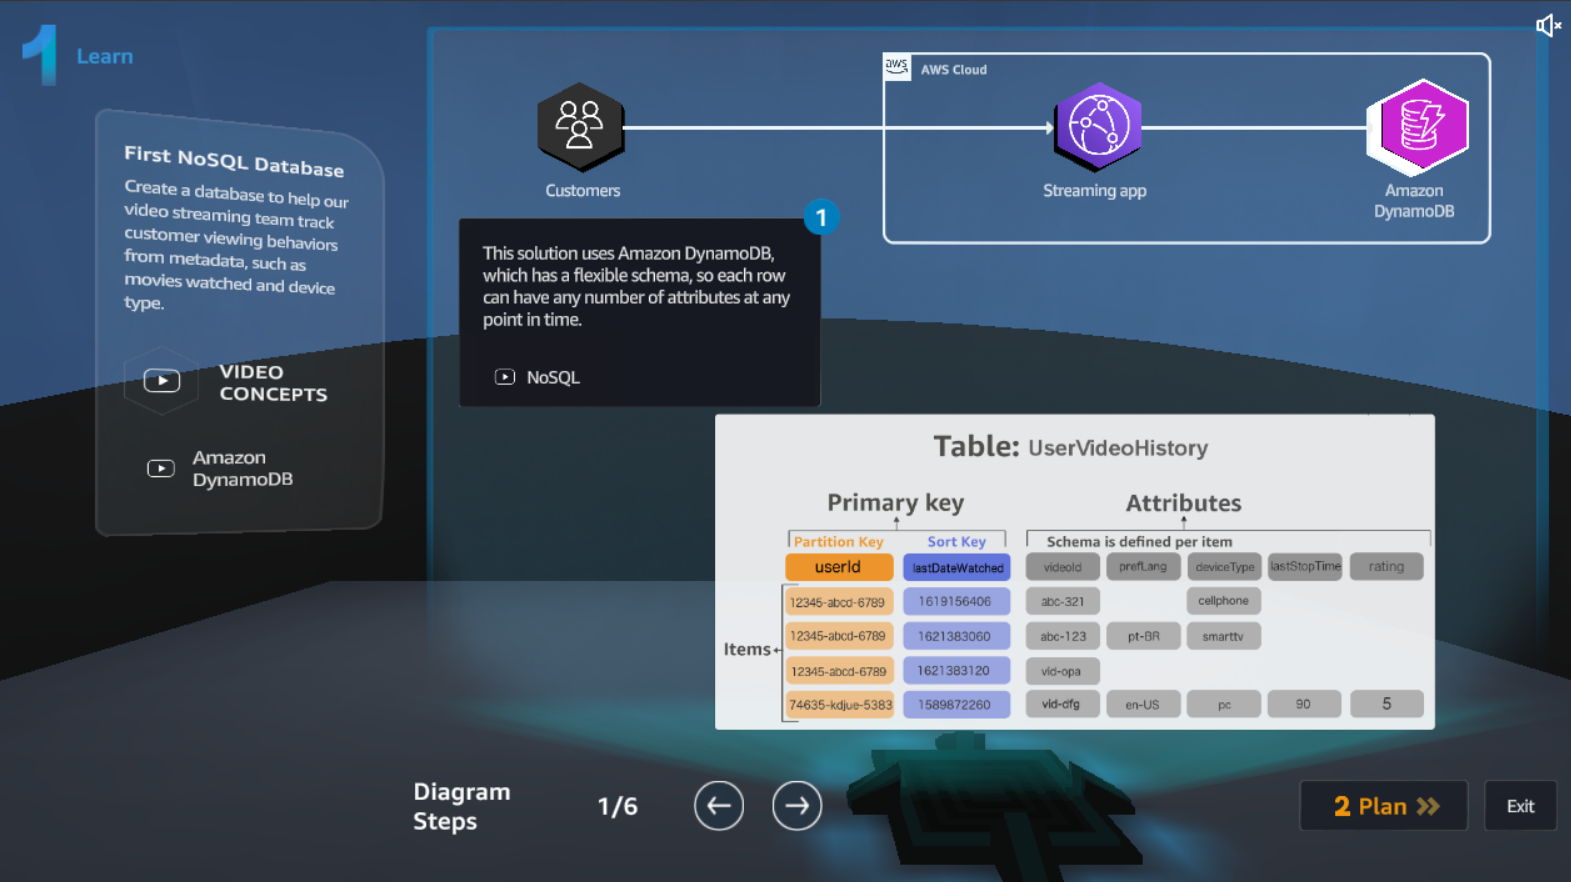 1 Learn
First NoSQL Database
Create a database to help our
video streaming team track
customer viewing behaviors
from metadata, such as
movies watched and device
type.
VIDEO
CONCEPTS
Amazon
DynamoDB
aws AWS Cloud
Customers
Streaming app
Amazon
DynamoDB
1
This solution uses Amazon DynamoDB,
which has a flexible schema, so each row
can have any number of attributes at any
point in time.
NoSQL
Table: UserVideoHistory
Primary key Attributes
Partition Key Sort Key Schema is defined per item
userId lastDateWatched videoId prefLang deviceType lastStopTime rating
12345-abcd-6789 1619156406 abc-321 cellphone
12345-abcd-6789 1621383060 abc-123 pt-BR smarttv
Items
12345-abcd-6789 1621383120 vid-opa
74635-kdjue-5383 1589872260 vid-dfg en-US pc 90 5
Diagram
Steps
1/6
2 Plan
Exit